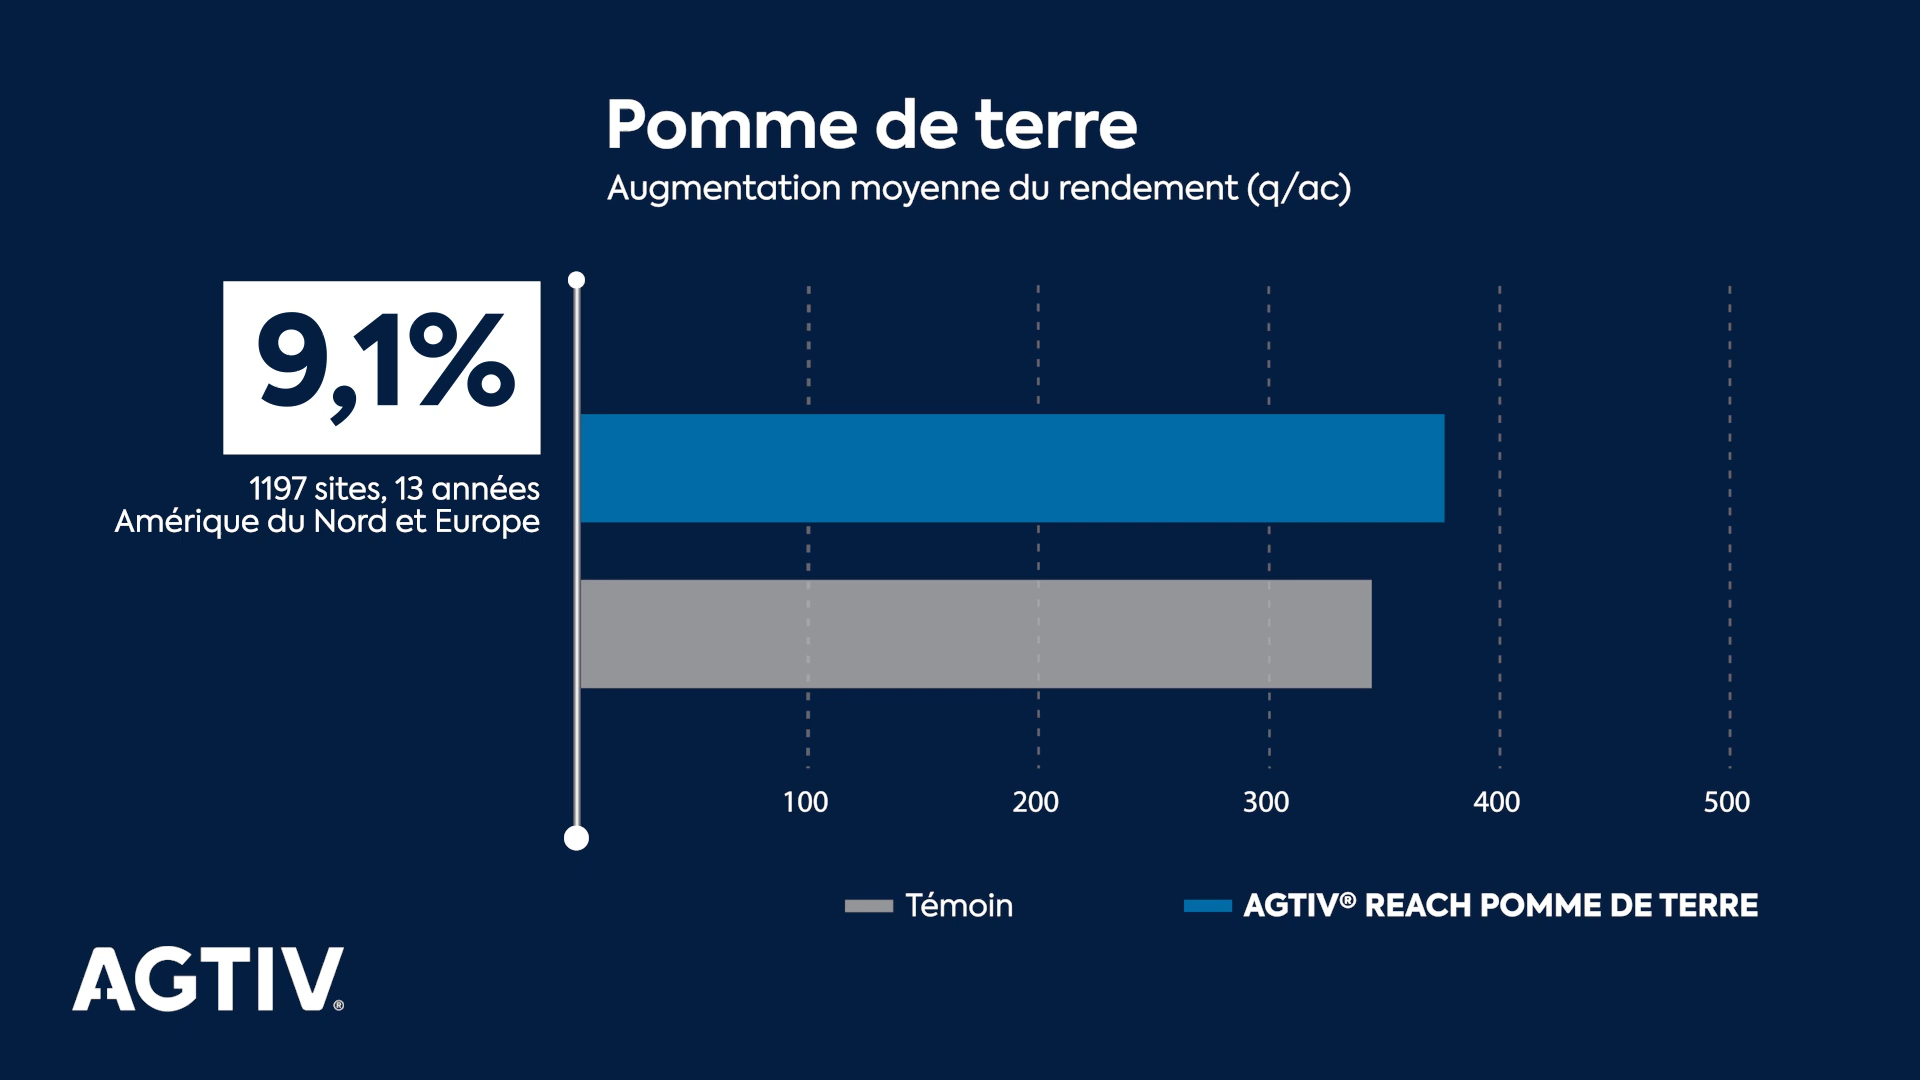 Pomme de terre
Augmentation moyenne du rendement (q/ac)
9,1%
1197 sites, 13 années
Amérique du Nord et Europe
100 200 300 400 500
Témoin AGTIV® REACH POMME DE TERRE
AGTIV®